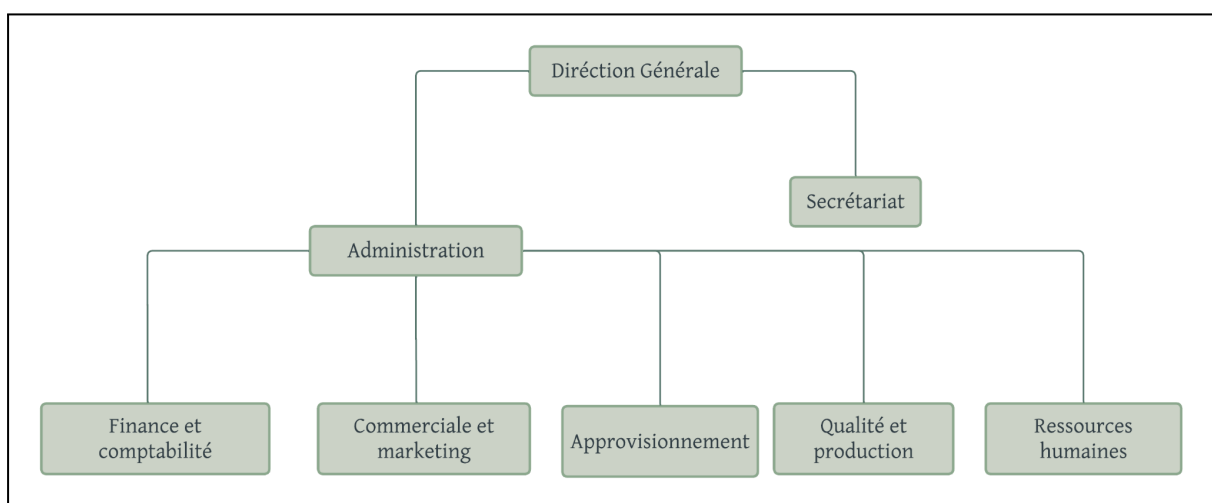 Diréction Générale
Secrétariat
Administration
Finance et
comptabilité
Commerciale et
marketing
Approvisionnement
Qualité et
production
Ressources
humaines